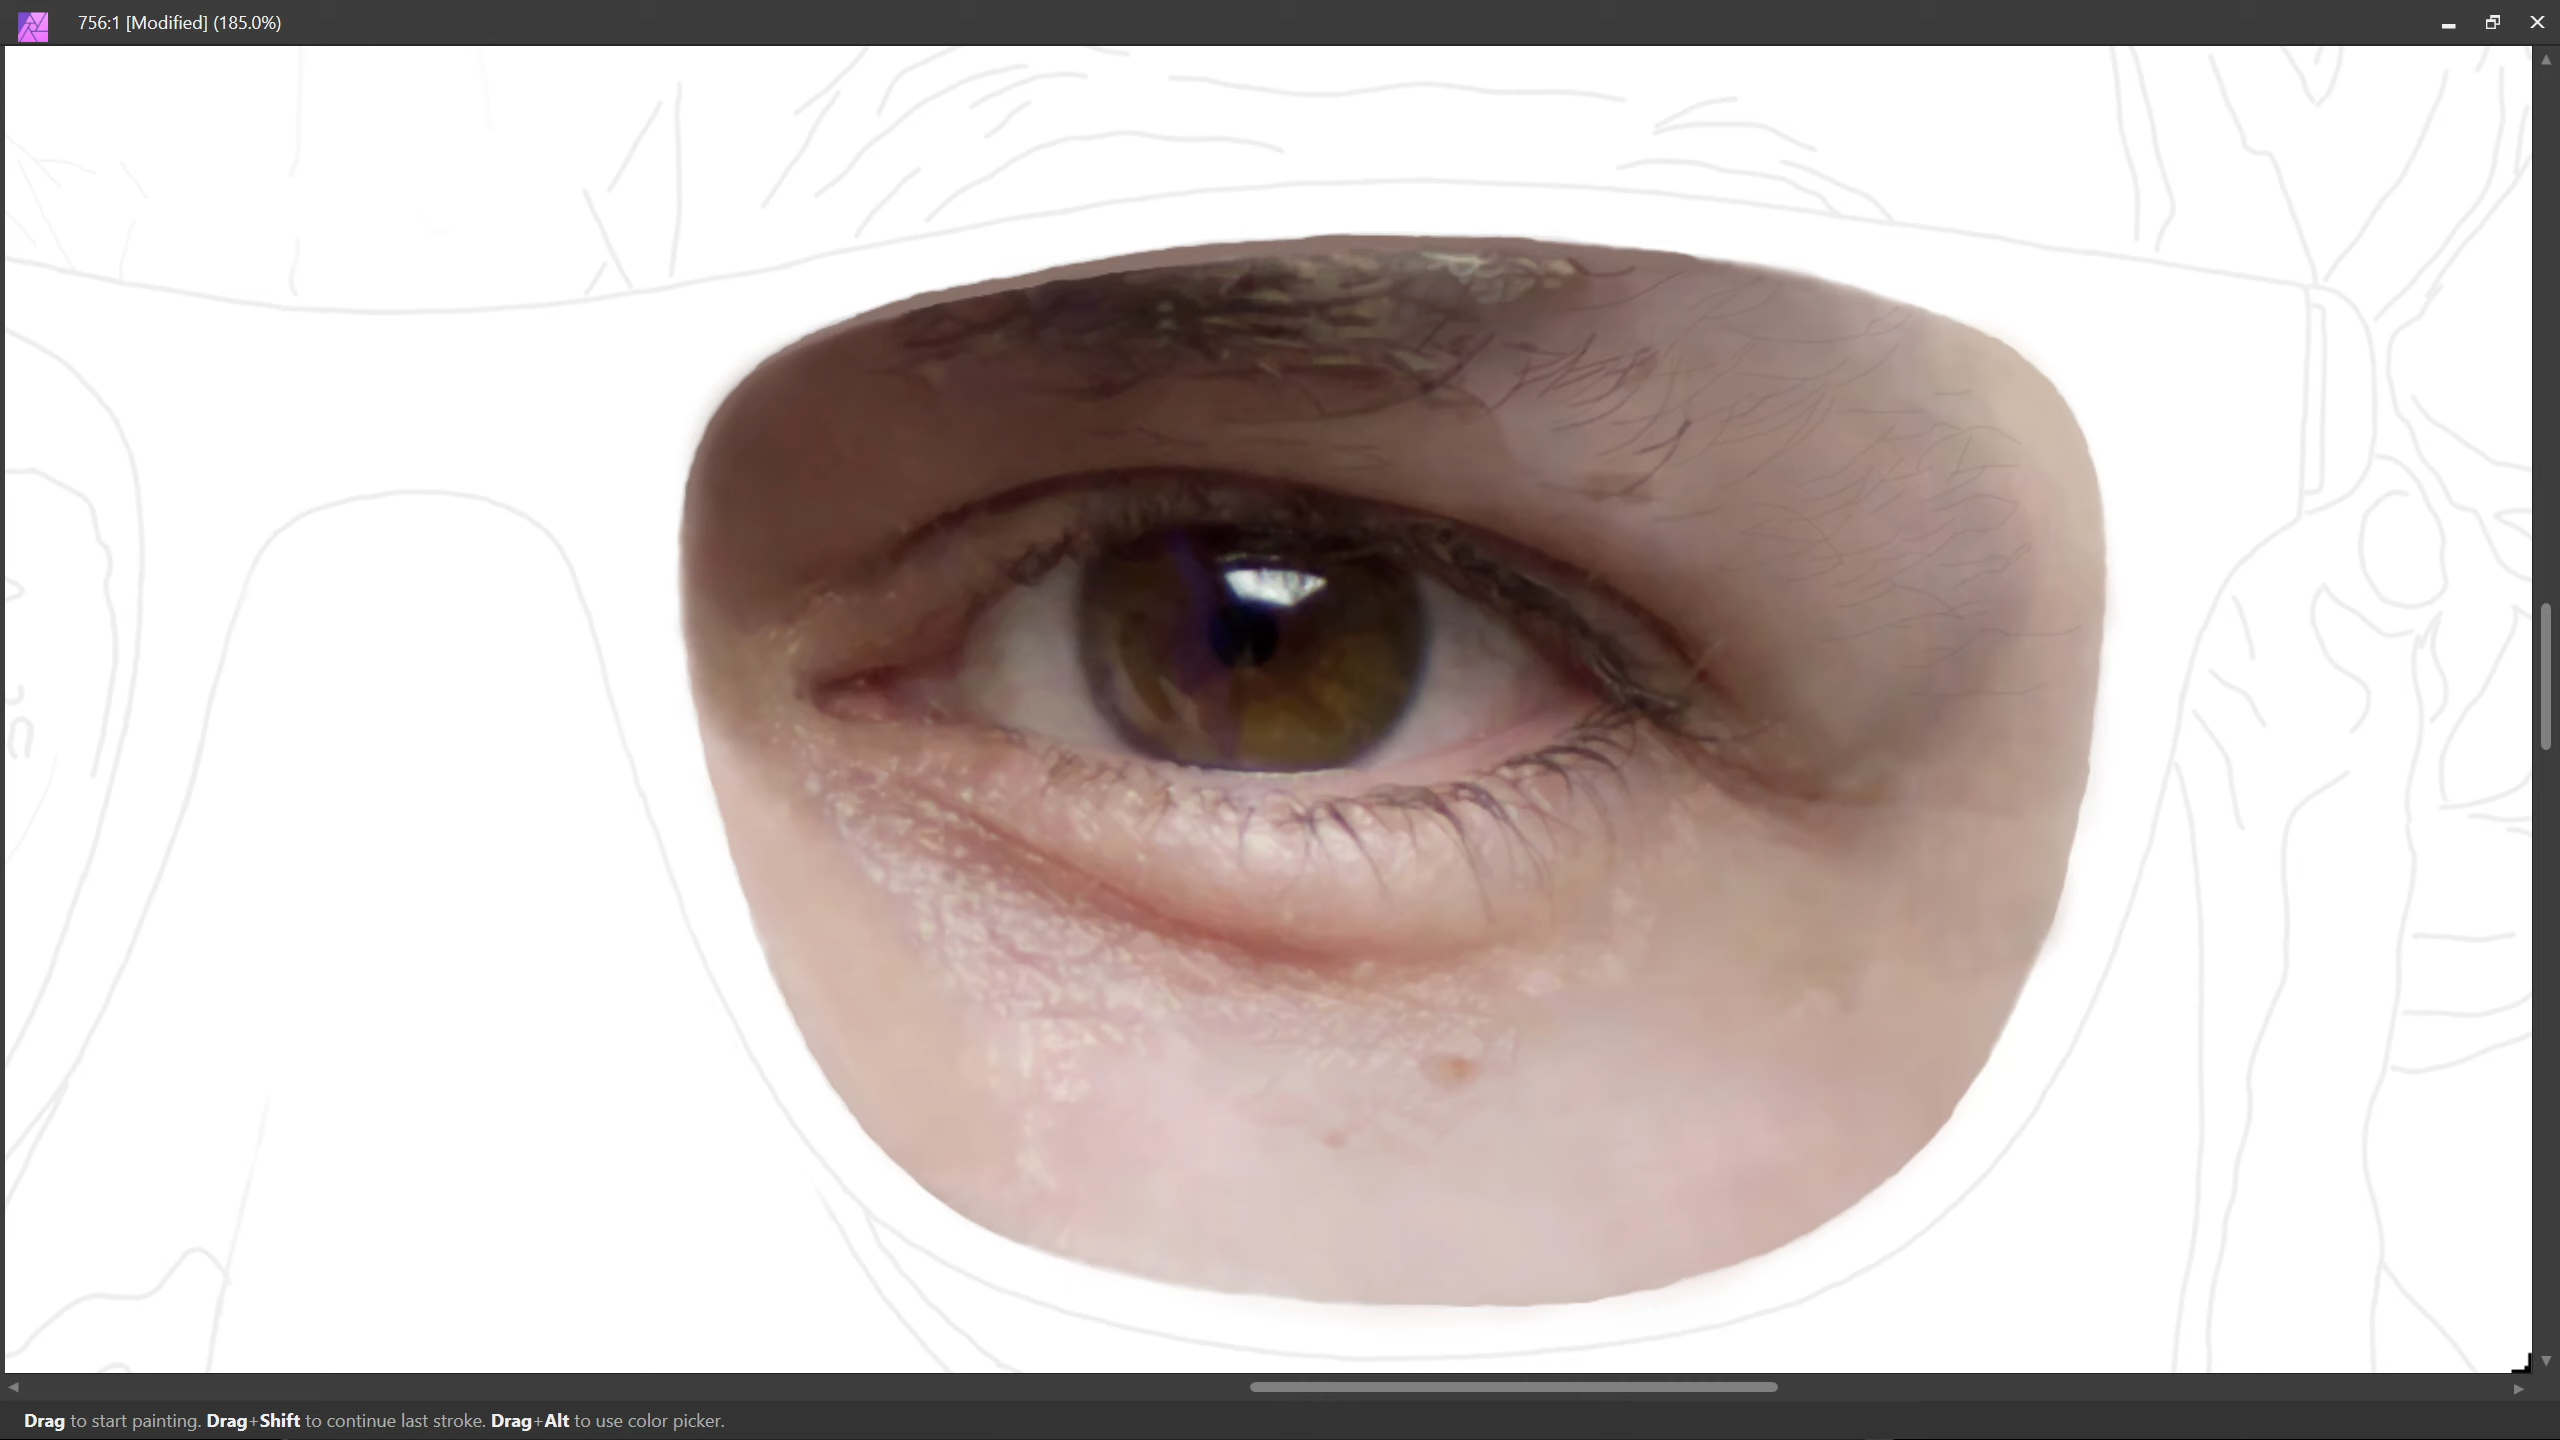 756:1 [Modified] (185.0%)
Drag to start painting. Drag+Shift to continue last stroke. Drag+Alt to use color picker.